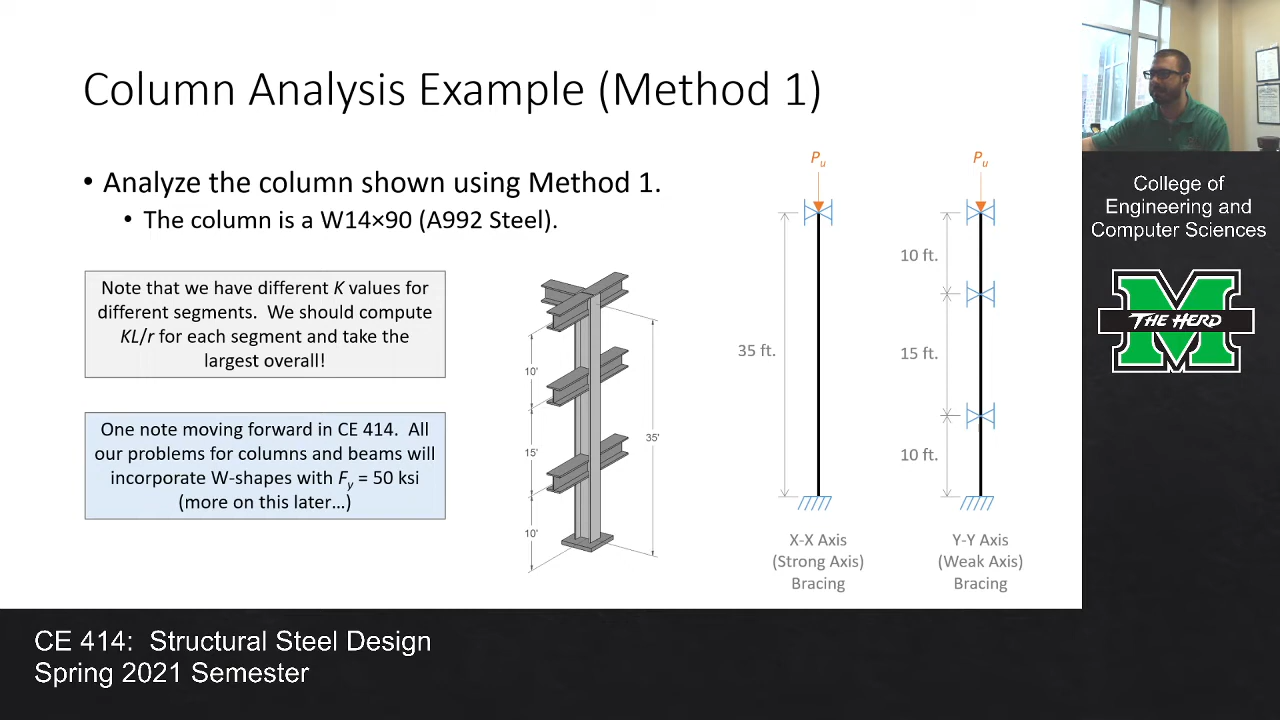 Column Analysis Example (Method 1)
• Analyze the column shown using Method 1.
• The column is a W14×90 (A992 Steel).
Note that we have different K values for
different segments. We should compute
KL/r for each segment and take the
largest overall!
One note moving forward in CE 414. All
our problems for columns and beams will
incorporate W-shapes with Fy = 50 ksi
(more on this later…)
10'
15'
10'
35'
Pu
35 ft.
X-X Axis
(Strong Axis)
Bracing
Pu
10 ft.
15 ft.
10 ft.
Y-Y Axis
(Weak Axis)
Bracing
College of
Engineering and
Computer Sciences
THE HERD
CE 414: Structural Steel Design
Spring 2021 Semester